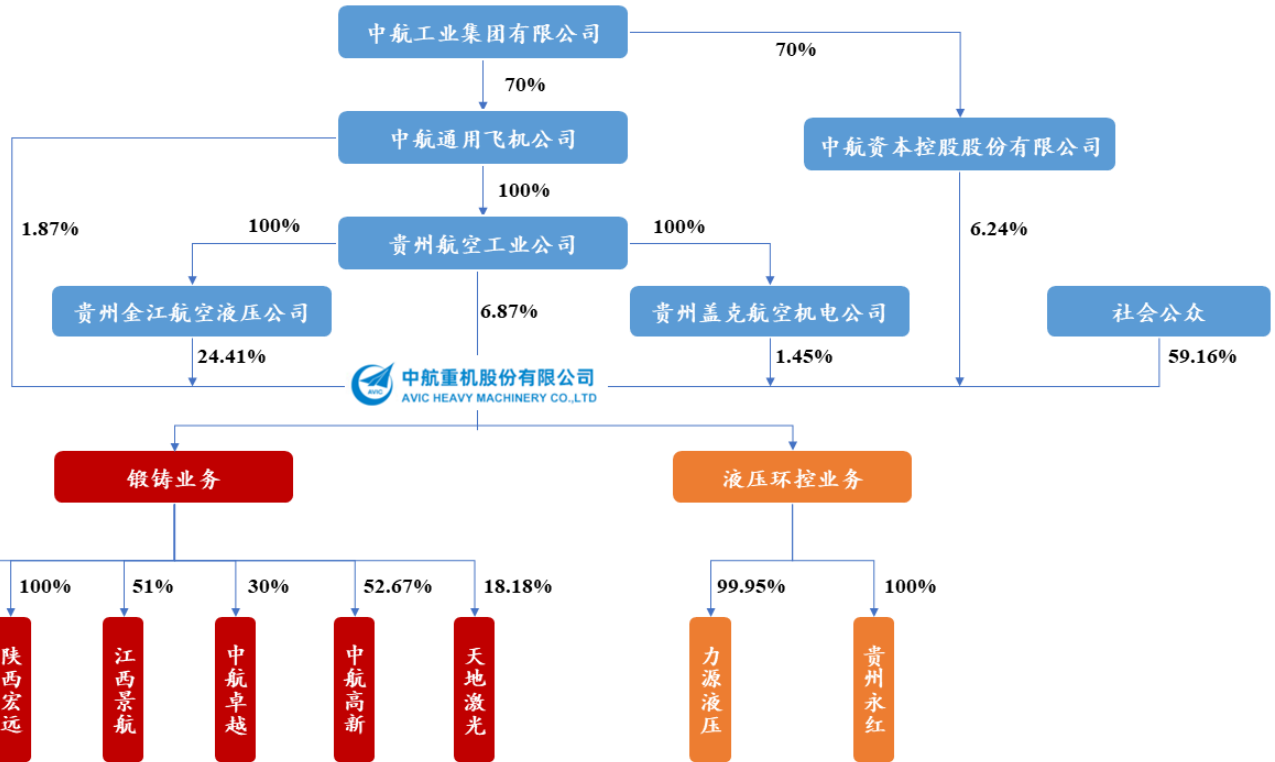 中航工业集团有限公司
70%
70%
中航通用飞机公司
中航资本控股股份有限公司
100%
1.87%
100%
贵州航空工业公司
100%
6.24%
贵州金江航空液压公司
6.87%
贵州盖克航空机电公司
社会公众
24.41%
1.45%
59.16%
AVIC
中航重机股份有限公司
AVIC HEAVY MACHINERY CO.,LTD
锻铸业务
液压环控业务
100%
51%
30%
52.67%
18.18%
99.95%
100%
陕西宏远
江西景航
中航卓越
中航高新
天地激光
力源液压
贵州永红